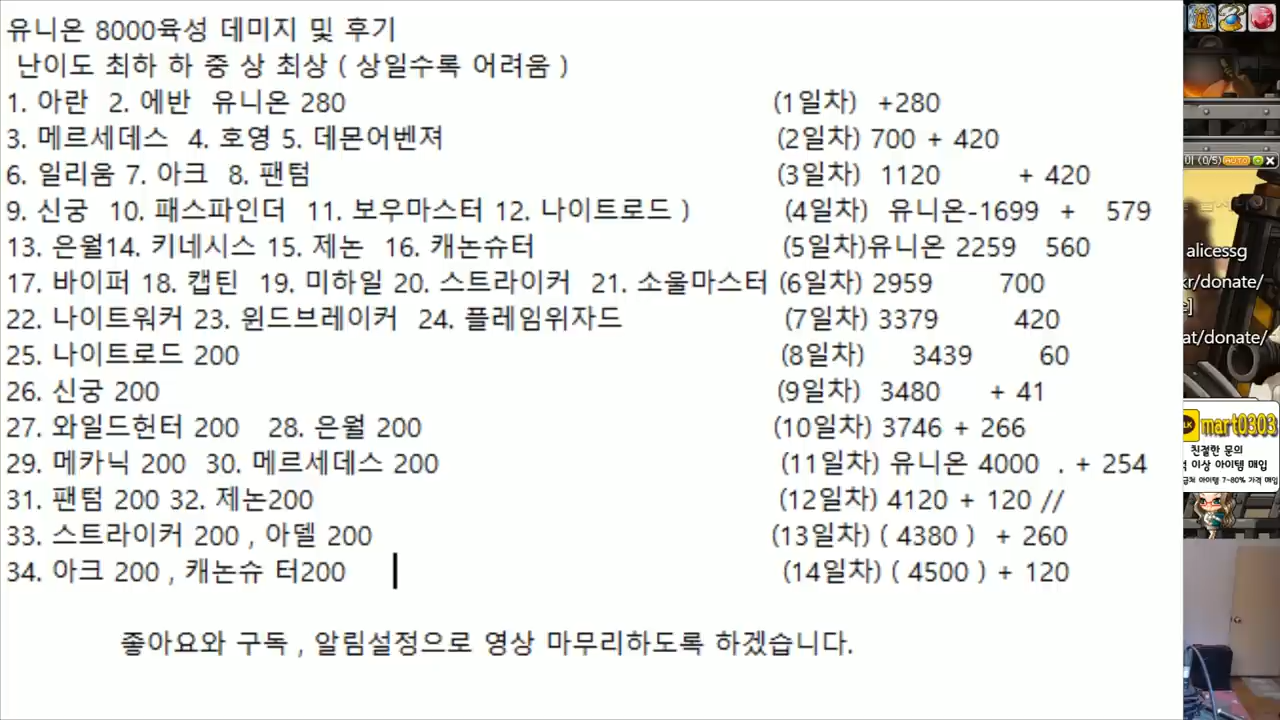 유니온 8000육성 데미지 및 후기
난이도 최하 하 중 상 최상 ( 상일수록 어려움 )
1. 아란 2. 에반 유니온 280 (1일차) +280
3. 메르세데스 4. 호영 5. 데몬어벤져 (2일차) 700 + 420
6. 일리움 7. 아크 8. 팬텀 (3일차) 1120 + 420
9. 신궁 10. 패스파인더 11. 보우마스터 12. 나이트로드 ) (4일차) 유니온-1699 + 579
13. 은월14. 키네시스 15. 제논 16. 캐논슈터 (5일차)유니온 2259 560
17. 바이퍼 18. 캡틴 19. 미하일 20. 스트라이커 21. 소울마스터 (6일차) 2959 700
22. 나이트워커 23. 윈드브레이커 24. 플레임위자드 (7일차) 3379 420
25. 나이트로드 200 (8일차) 3439 60
26. 신궁 200 (9일차) 3480 + 41
27. 와일드헌터 200 28. 은월 200 (10일차) 3746 + 266
29. 메카닉 200 30. 메르세데스 200 (11일차) 유니온 4000 . + 254
31. 팬텀 200 32. 제논200 (12일차) 4120 + 120 //
33. 스트라이커 200 , 아델 200 (13일차) ( 4380 ) + 260
34. 아크 200 , 캐논슈 터200 (14일차) ( 4500 ) + 120
좋아요와 구독 , 알림설정으로 영상 마무리하도록 하겠습니다.
(0/5) AUTO
alicessg
kr/donate/
at/donate/
mart0303
친절한 문의
이상 아이템 매입
아이템 7~80% 가격 매입